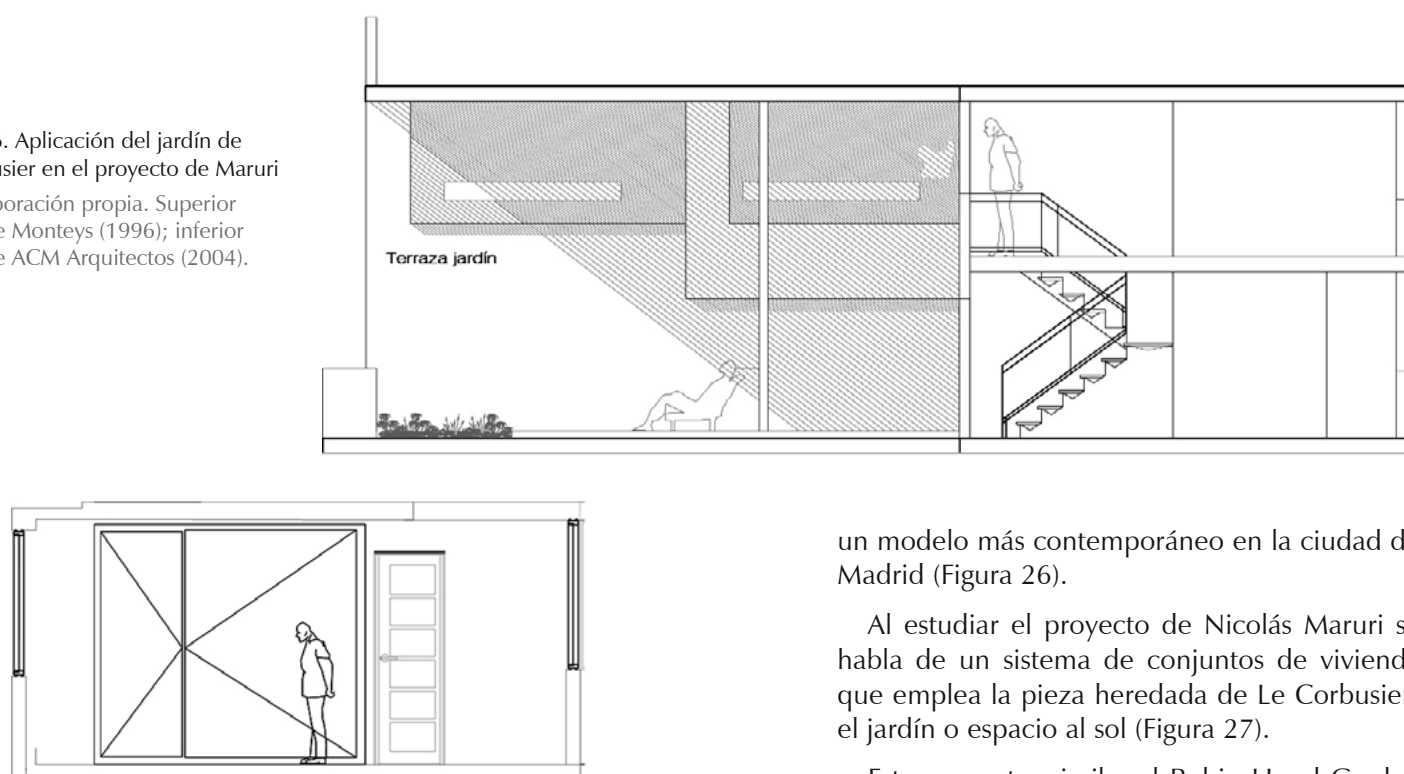 . Aplicación del jardín de
usier en el proyecto de Maruri
boración propia. Superior
e Monteys (1996); inferior
e ACM Arquitectos (2004).
Terraza jardín
un modelo más contemporáneo en la ciudad d
Madrid (Figura 26).
Al estudiar el proyecto de Nicolás Maruri s
habla de un sistema de conjuntos de viviend
que emplea la pieza heredada de Le Corbusier
el jardín o espacio al sol (Figura 27).